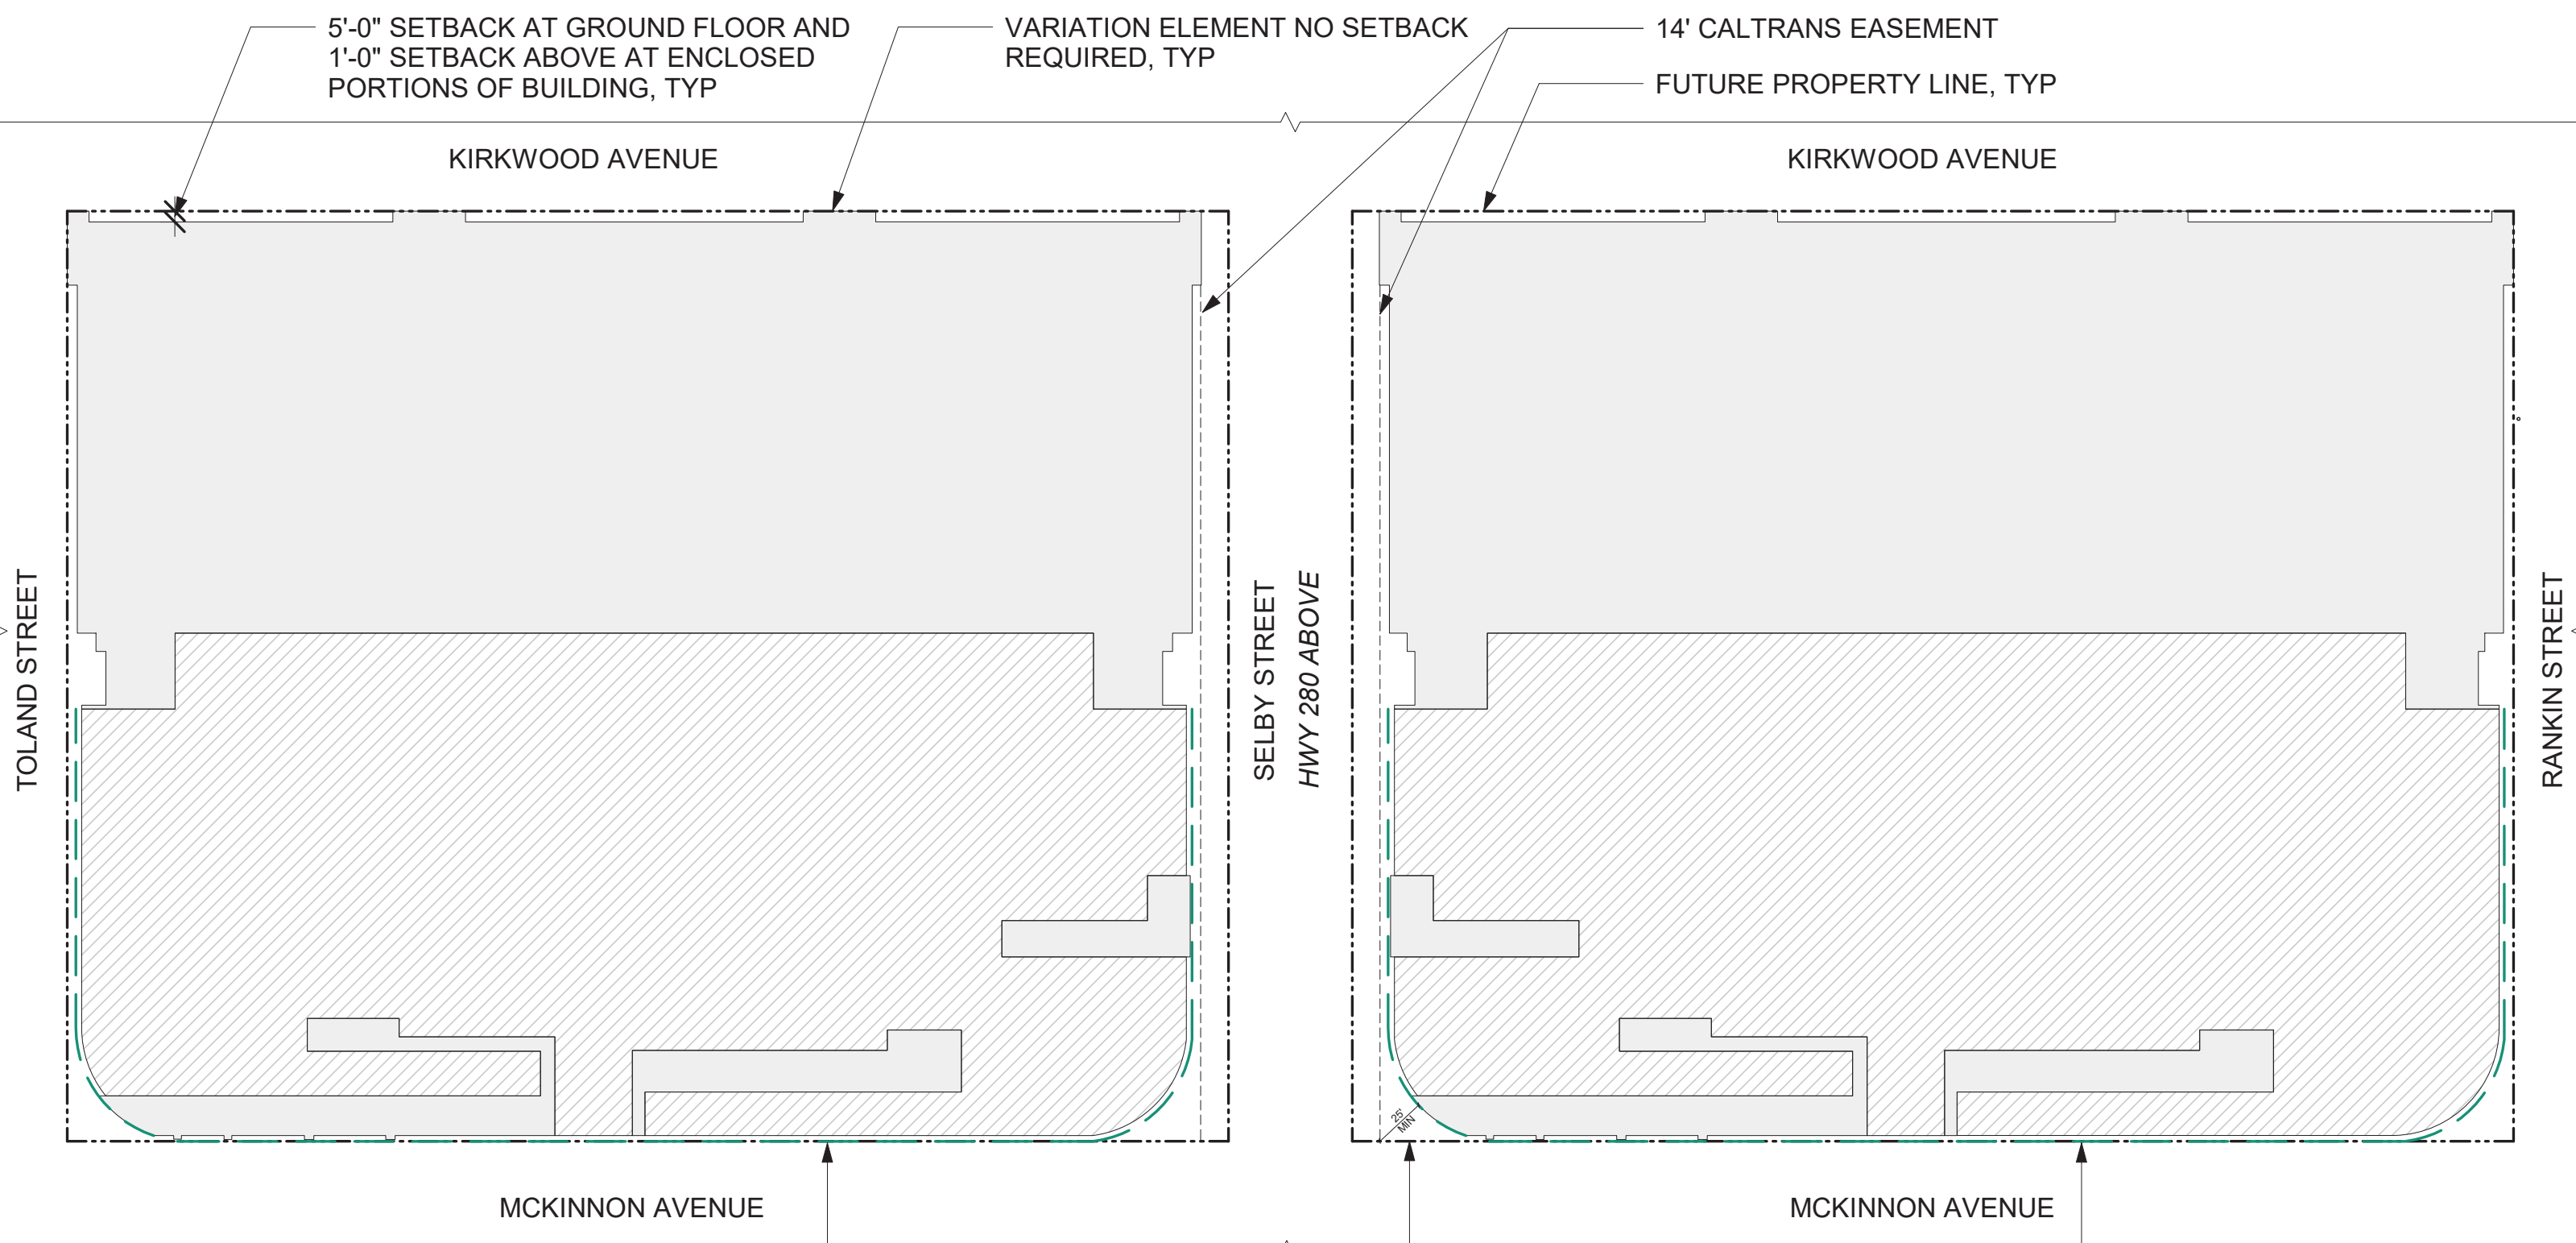 5'-0" SETBACK AT GROUND FLOOR AND
1'-0" SETBACK ABOVE AT ENCLOSED
PORTIONS OF BUILDING, TYP
VARIATION ELEMENT NO SETBACK
REQUIRED, TYP
14' CALTRANS EASEMENT
FUTURE PROPERTY LINE, TYP
KIRKWOOD AVENUE
KIRKWOOD AVENUE
TOLAND STREET
SELBY STREET
HWY 280 ABOVE
RANKIN STREET
25'
MIN
MCKINNON AVENUE
MCKINNON AVENUE